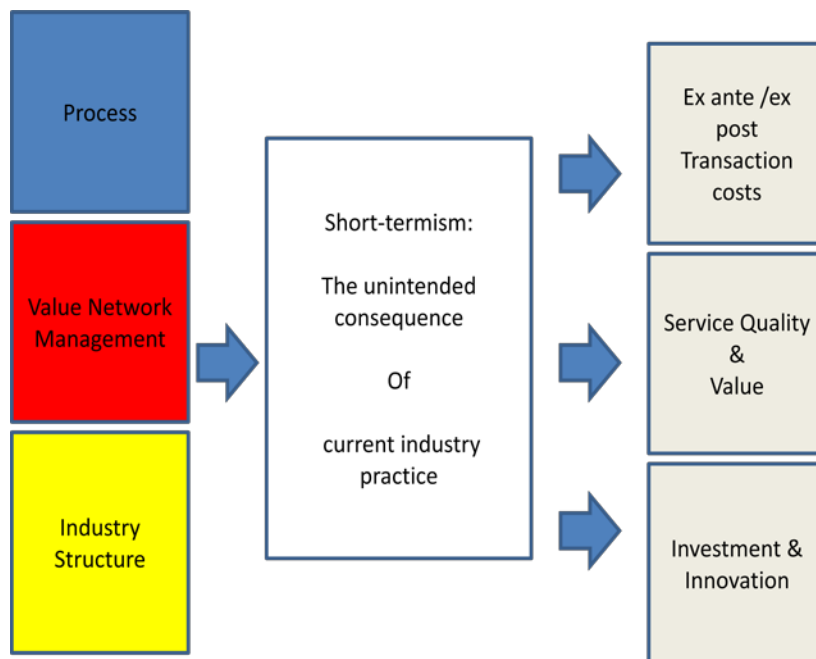 Process
Value Network
Management
Industry
Structure
Short-termism:
The unintended
consequence
Of
current industry
practice
Ex ante /ex
post
Transaction
costs
Service Quality
&
Value
Investment &
Innovation